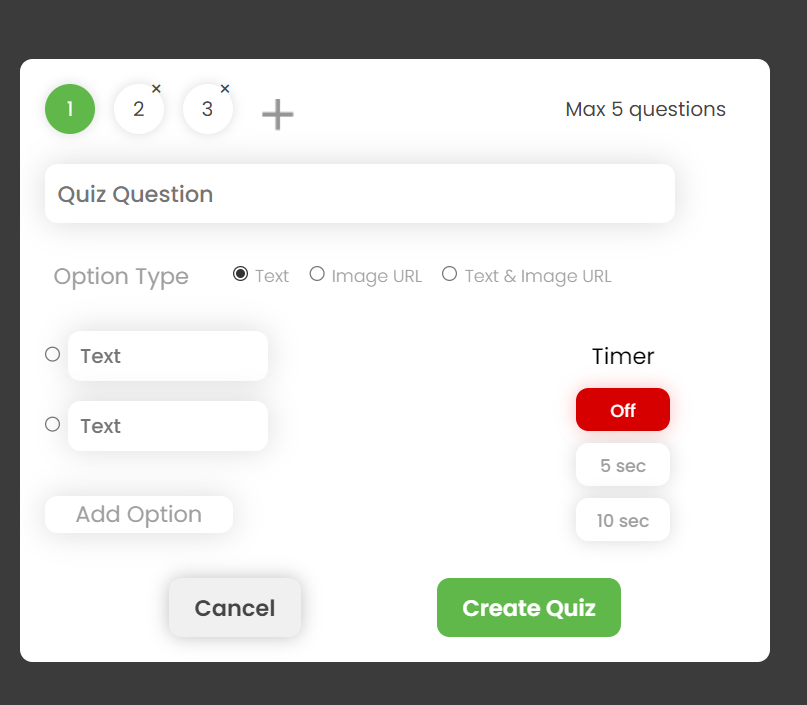 1 2 × 3 × + Max 5 questions
Quiz Question
Option Type Text Image URL Text & Image URL
Text
Text
Add Option
Timer
Off
5 sec
10 sec
Cancel Create Quiz